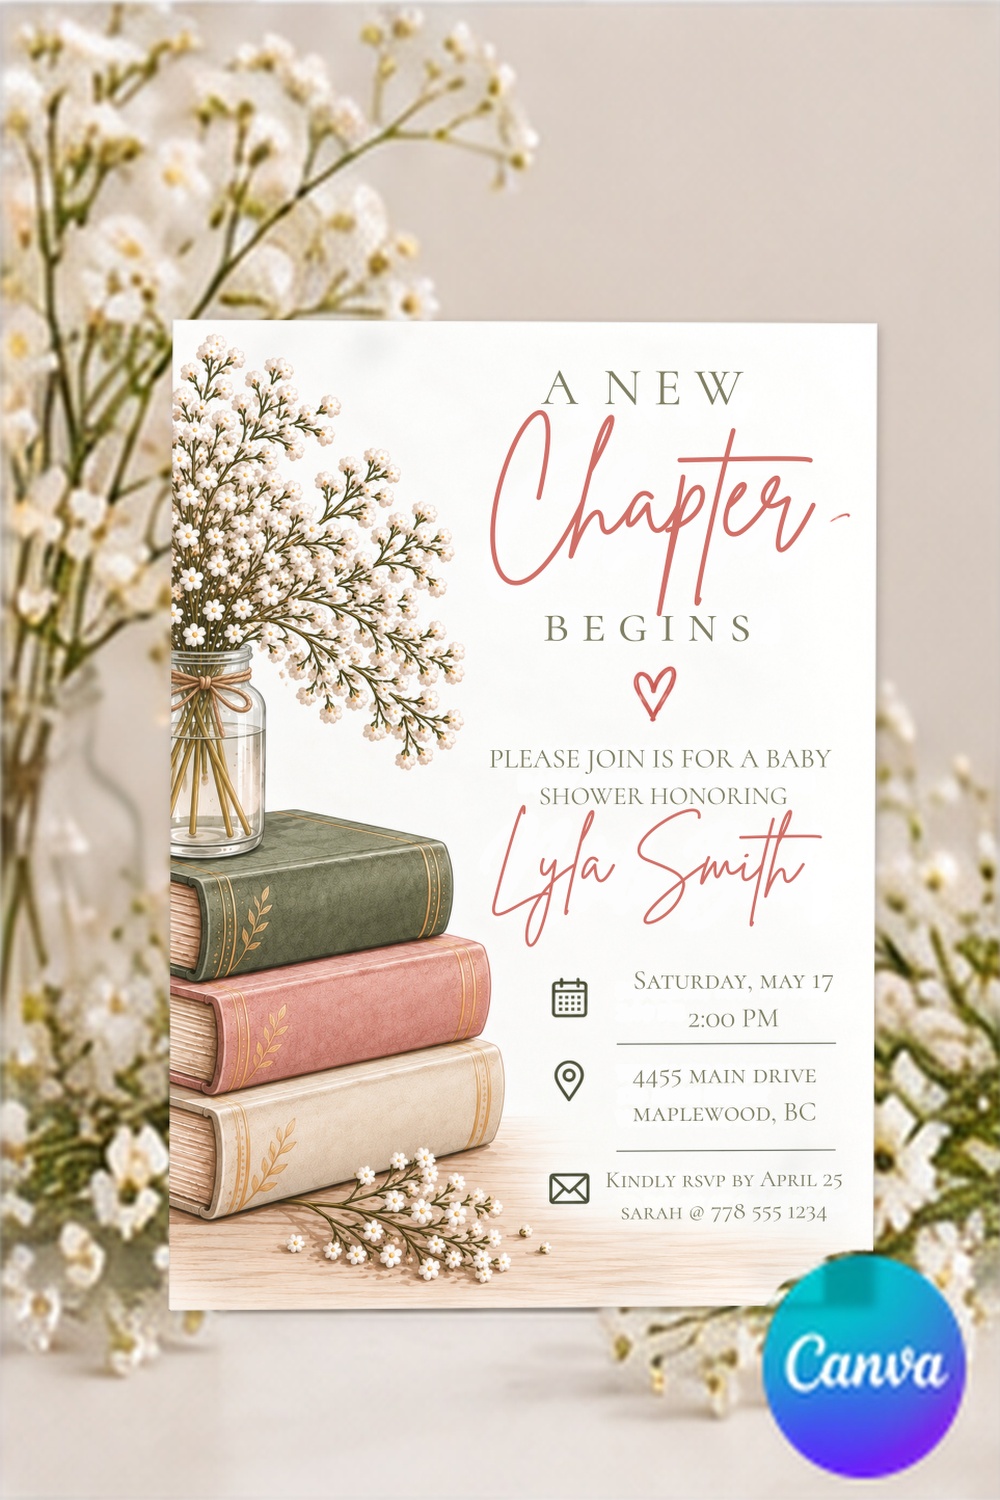 A NEW
Chapter
BEGINS
PLEASE JOIN IS FOR A BABY
SHOWER HONORING
Lyla Smith
SATURDAY, MAY 17
2:00 PM
4455 MAIN DRIVE
MAPLEWOOD, BC
KINDLY RSVP BY APRIL 25
SARAH @ 778 555 1234
Canva